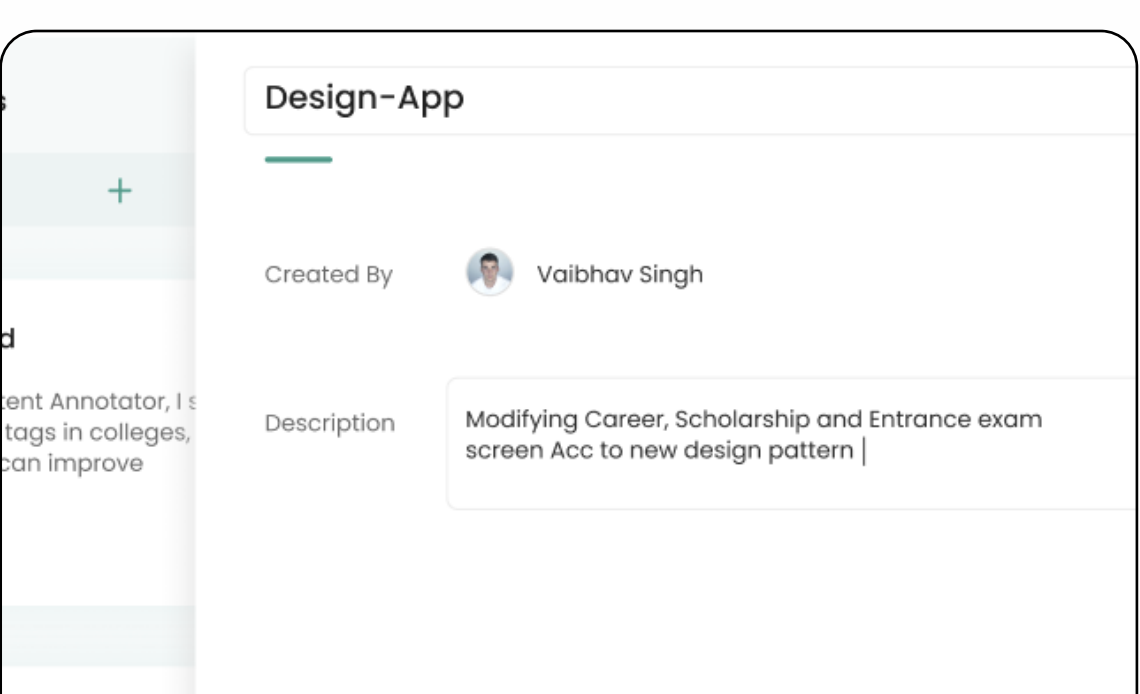 Design-App
Created By
Vaibhav Singh
Description
Modifying Career, Scholarship and Entrance exam
screen Acc to new design pattern
Annotator, I
tags in colleges,
can improve